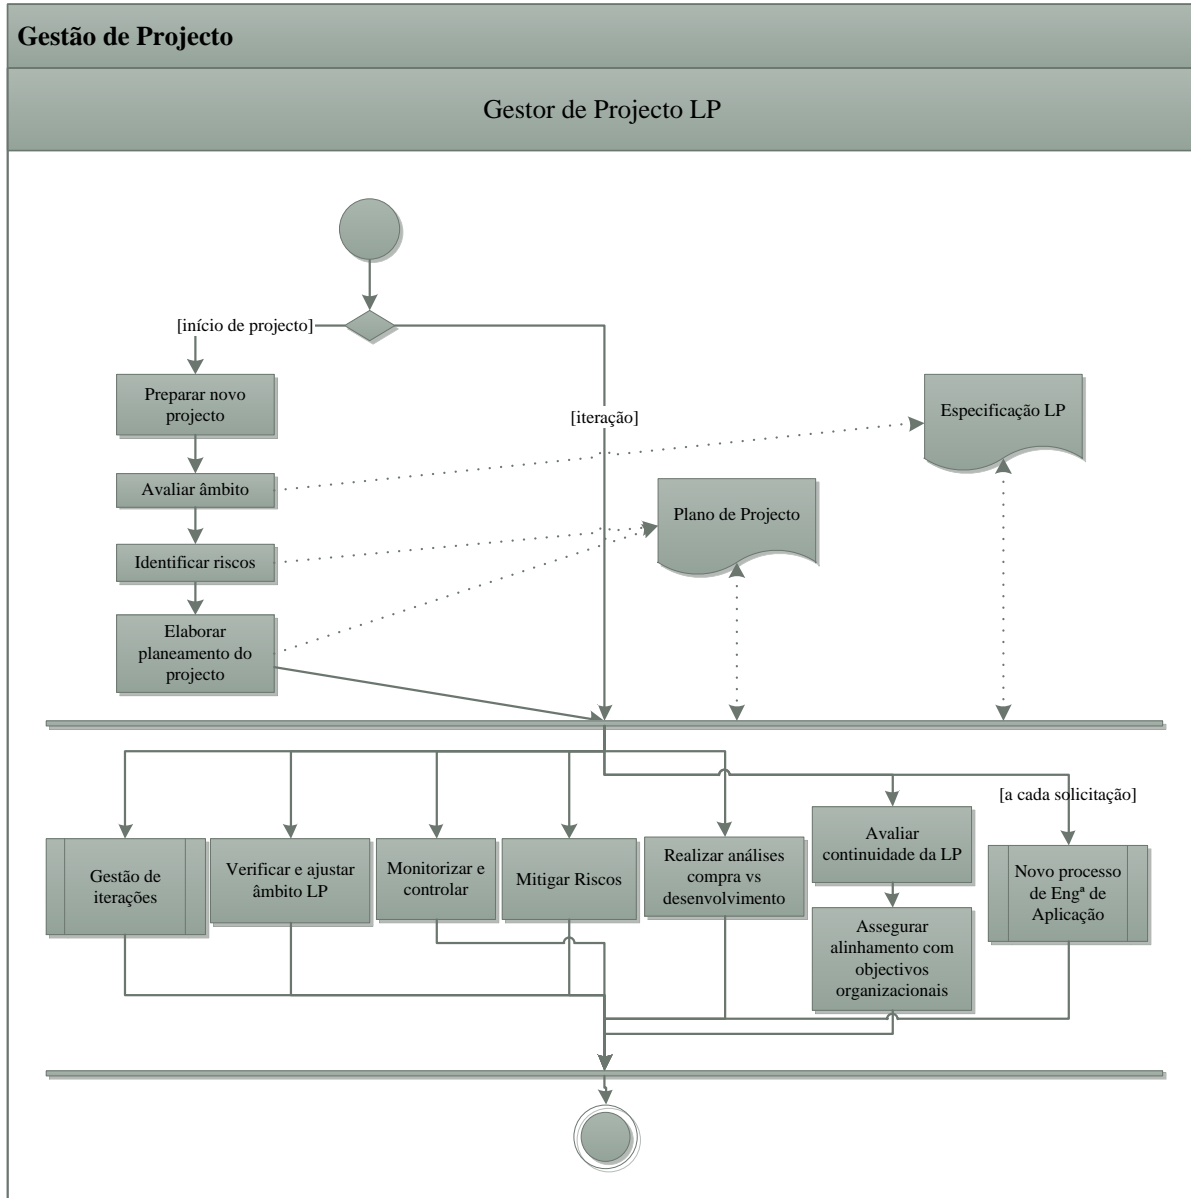 Gestão de Projecto
Gestor de Projecto LP
[início de projecto]
Preparar novo
projecto
[iteração]
Especificação LP
Avaliar âmbito
Plano de Projecto
Identificar riscos
Elaborar
planeamento do
projecto
[a cada solicitação]
Gestão de
iterações
Verificar e ajustar
âmbito LP
Monitorizar e
controlar
Mitigar Riscos
Realizar análises
compra vs
desenvolvimento
Avaliar
continuidade da LP
Assegurar
alinhamento com
objectivos
organizacionais
Novo processo
de Engª de
Aplicação